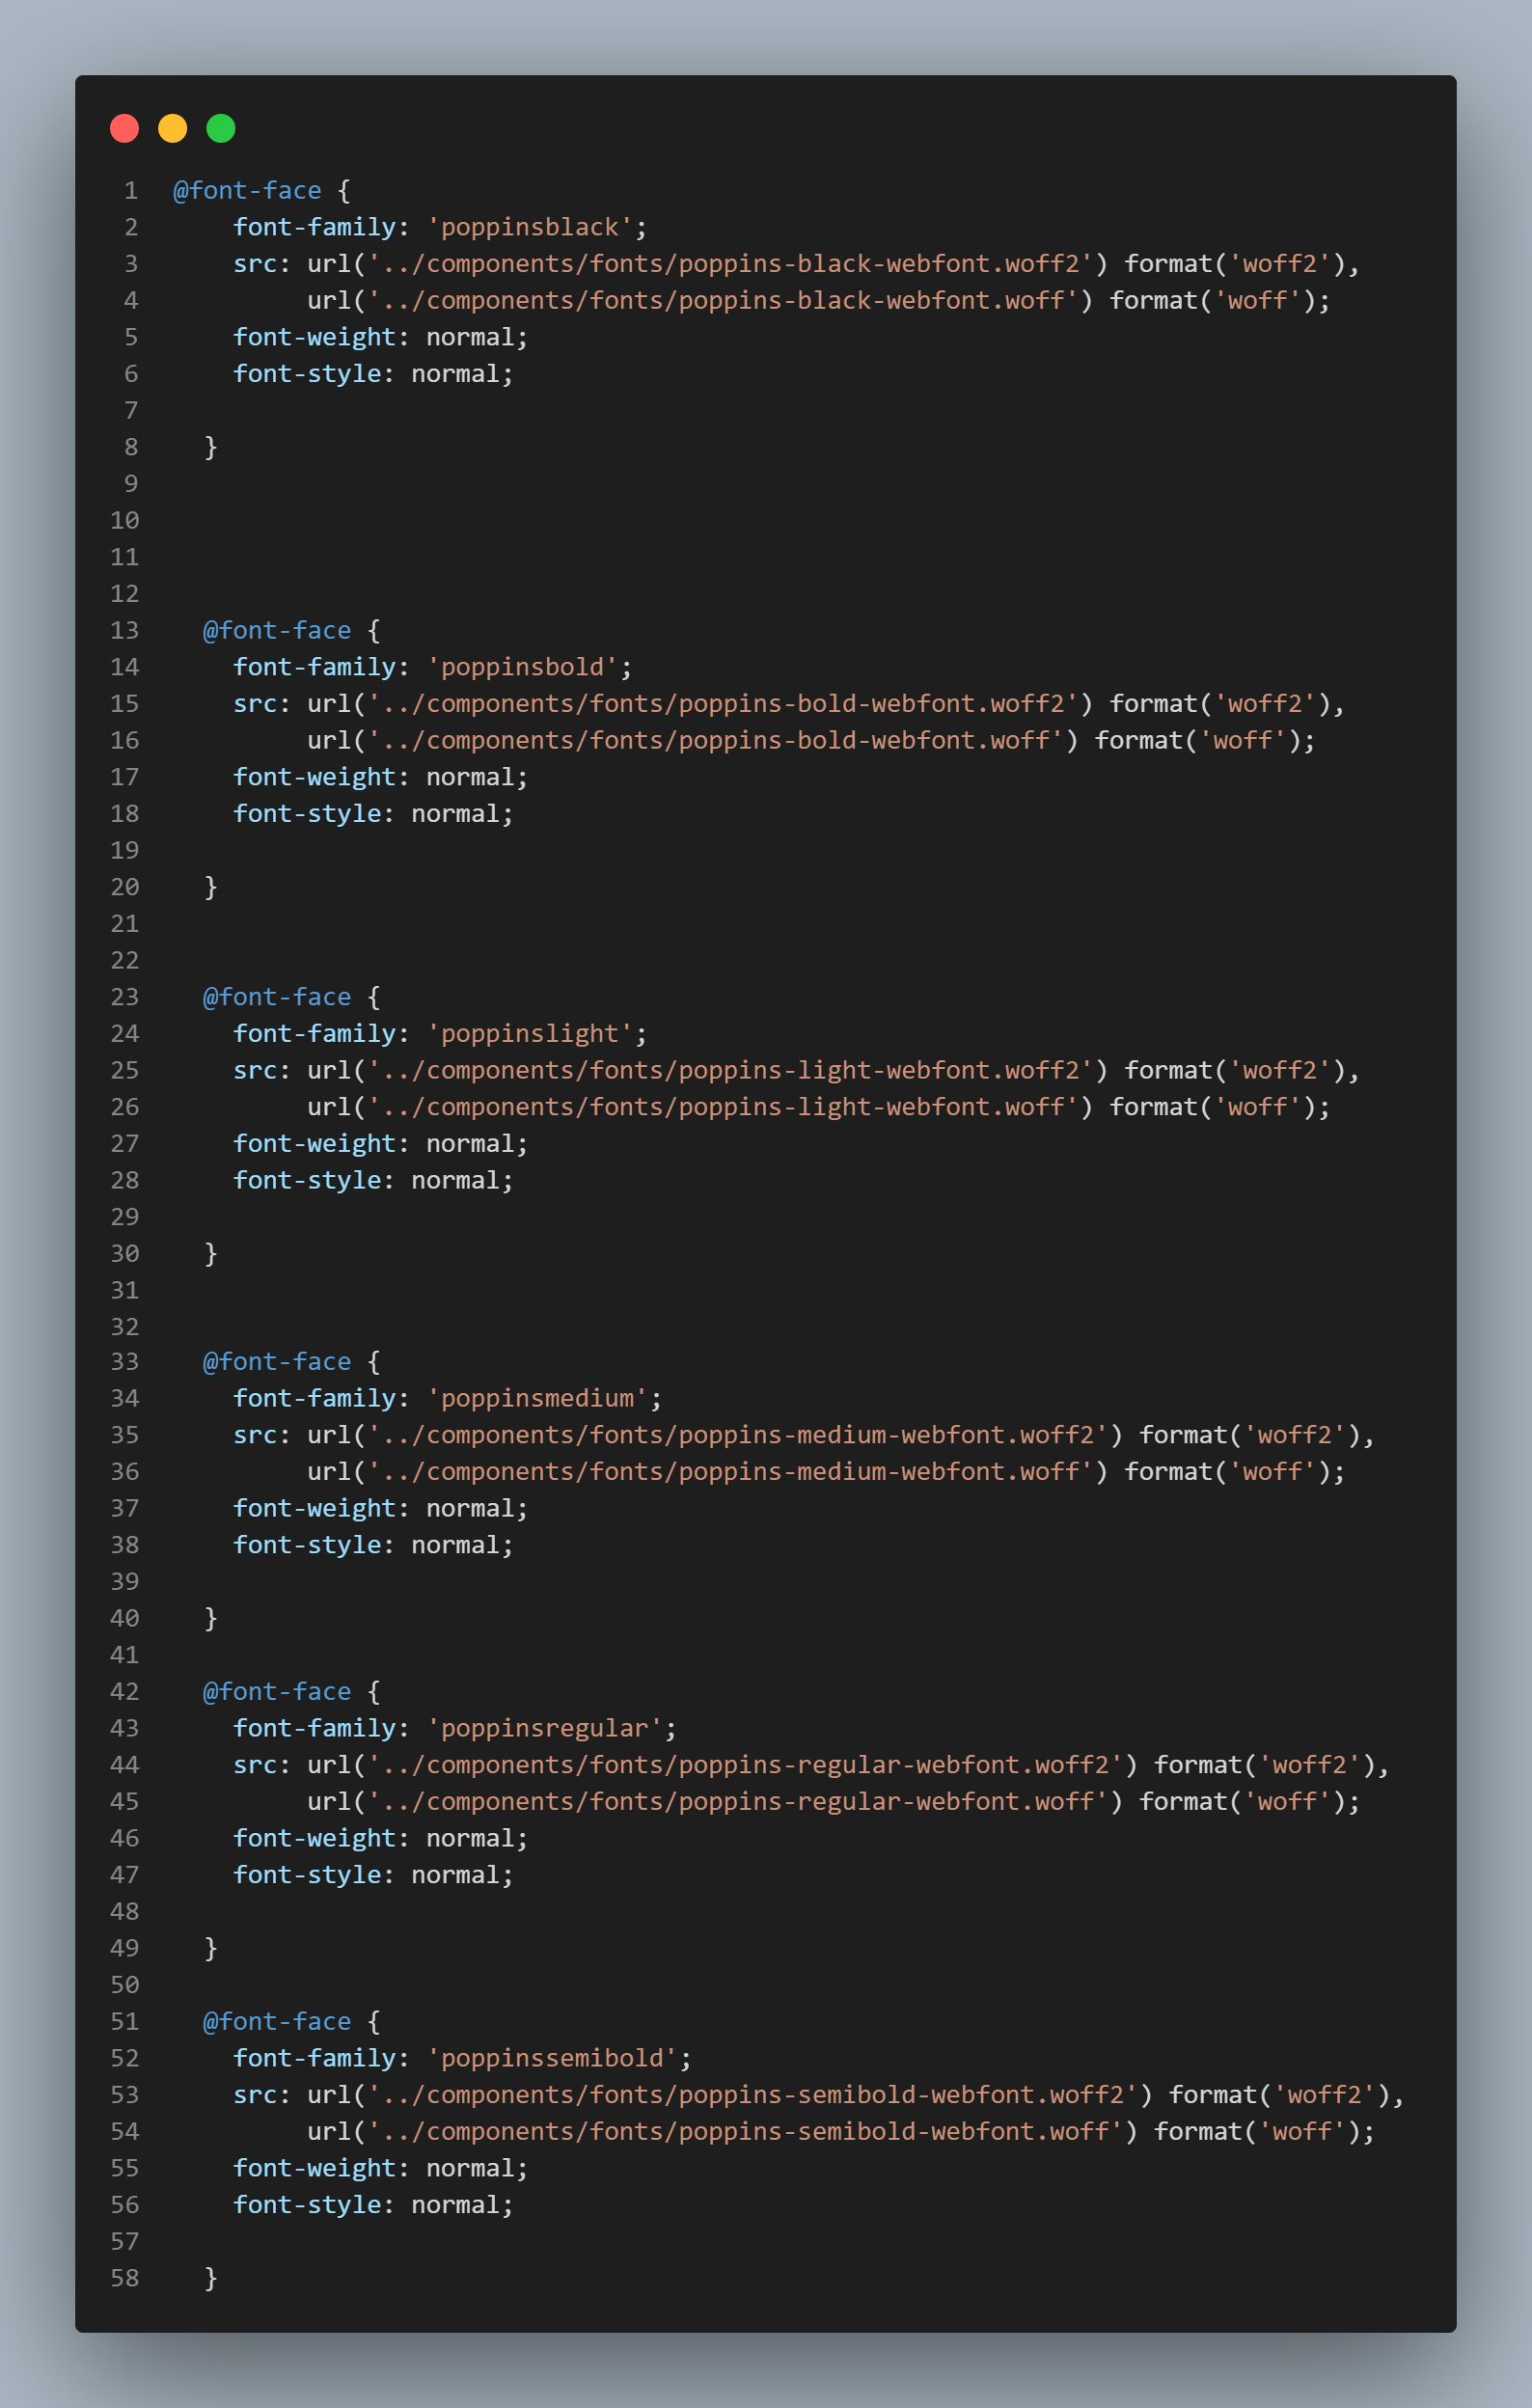 1 @font-face {
2     font-family: 'poppinsblack';
3     src: url('../components/fonts/poppins-black-webfont.woff2') format('woff2'),
4          url('../components/fonts/poppins-black-webfont.woff') format('woff');
5     font-weight: normal;
6     font-style: normal;
7
8   }
9
10
11
12
13   @font-face {
14     font-family: 'poppinsbold';
15     src: url('../components/fonts/poppins-bold-webfont.woff2') format('woff2'),
16          url('../components/fonts/poppins-bold-webfont.woff') format('woff');
17     font-weight: normal;
18     font-style: normal;
19
20   }
21
22
23   @font-face {
24     font-family: 'poppinslight';
25     src: url('../components/fonts/poppins-light-webfont.woff2') format('woff2'),
26          url('../components/fonts/poppins-light-webfont.woff') format('woff');
27     font-weight: normal;
28     font-style: normal;
29
30   }
31
32
33   @font-face {
34     font-family: 'poppinsmedium';
35     src: url('../components/fonts/poppins-medium-webfont.woff2') format('woff2'),
36          url('../components/fonts/poppins-medium-webfont.woff') format('woff');
37     font-weight: normal;
38     font-style: normal;
39
40   }
41
42   @font-face {
43     font-family: 'poppinsregular';
44     src: url('../components/fonts/poppins-regular-webfont.woff2') format('woff2'),
45          url('../components/fonts/poppins-regular-webfont.woff') format('woff');
46     font-weight: normal;
47     font-style: normal;
48
49   }
50
51   @font-face {
52     font-family: 'poppinssemibold';
53     src: url('../components/fonts/poppins-semibold-webfont.woff2') format('woff2'),
54          url('../components/fonts/poppins-semibold-webfont.woff') format('woff');
55     font-weight: normal;
56     font-style: normal;
57
58   }